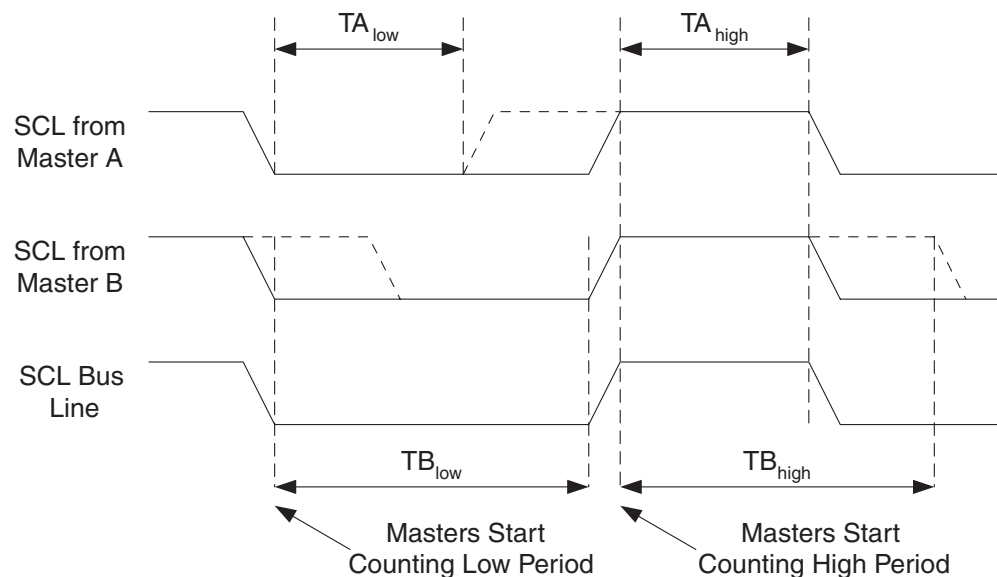 TA low
TA high
SCL from
Master A
SCL from
Master B
SCL Bus
Line
TB low
TB high
Masters Start
Counting Low Period
Masters Start
Counting High Period